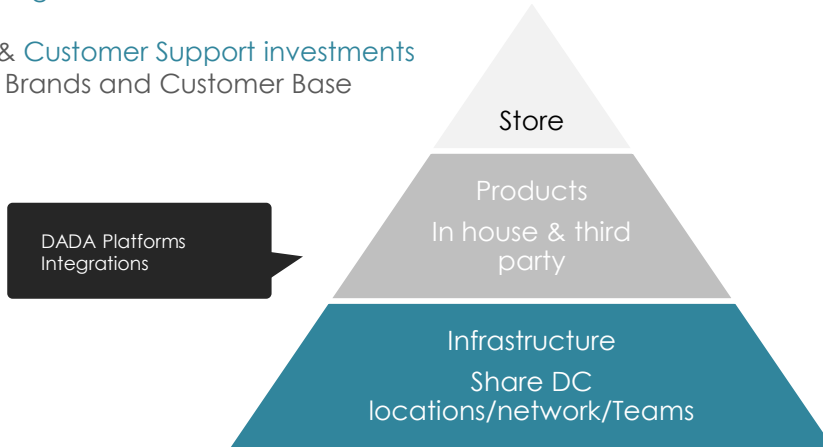 & Customer Support investments
Brands and Customer Base
Store
Products
In house & third
party
DADA Platforms
Integrations
Infrastructure
Share DC
locations/network/Teams